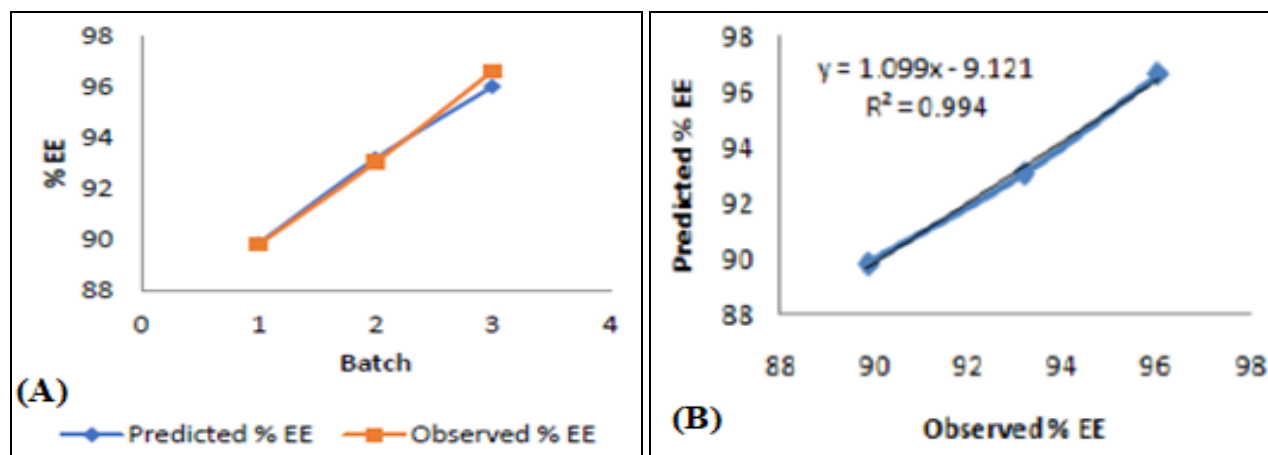 98
96
94
92
90
88
% EE
0 1 2 3 4
Batch
(A)
Predicted % EE Observed % EE
98
96
94
92
90
88
Predicted % EE
y = 1.099x - 9.121
R² = 0.994
88 90 92 94 96 98
(B)
Observed % EE